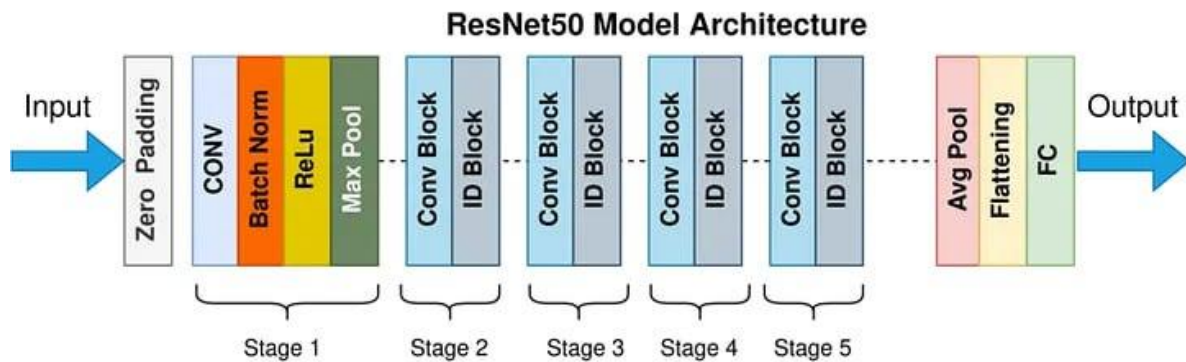 ResNet50 Model Architecture
Input
Zero Padding
CONV
Batch Norm
ReLu
Max Pool
Conv Block
ID Block
Conv Block
ID Block
Conv Block
ID Block
Conv Block
ID Block
Avg Pool
Flattening
FC
Output
Stage 1
Stage 2
Stage 3
Stage 4
Stage 5